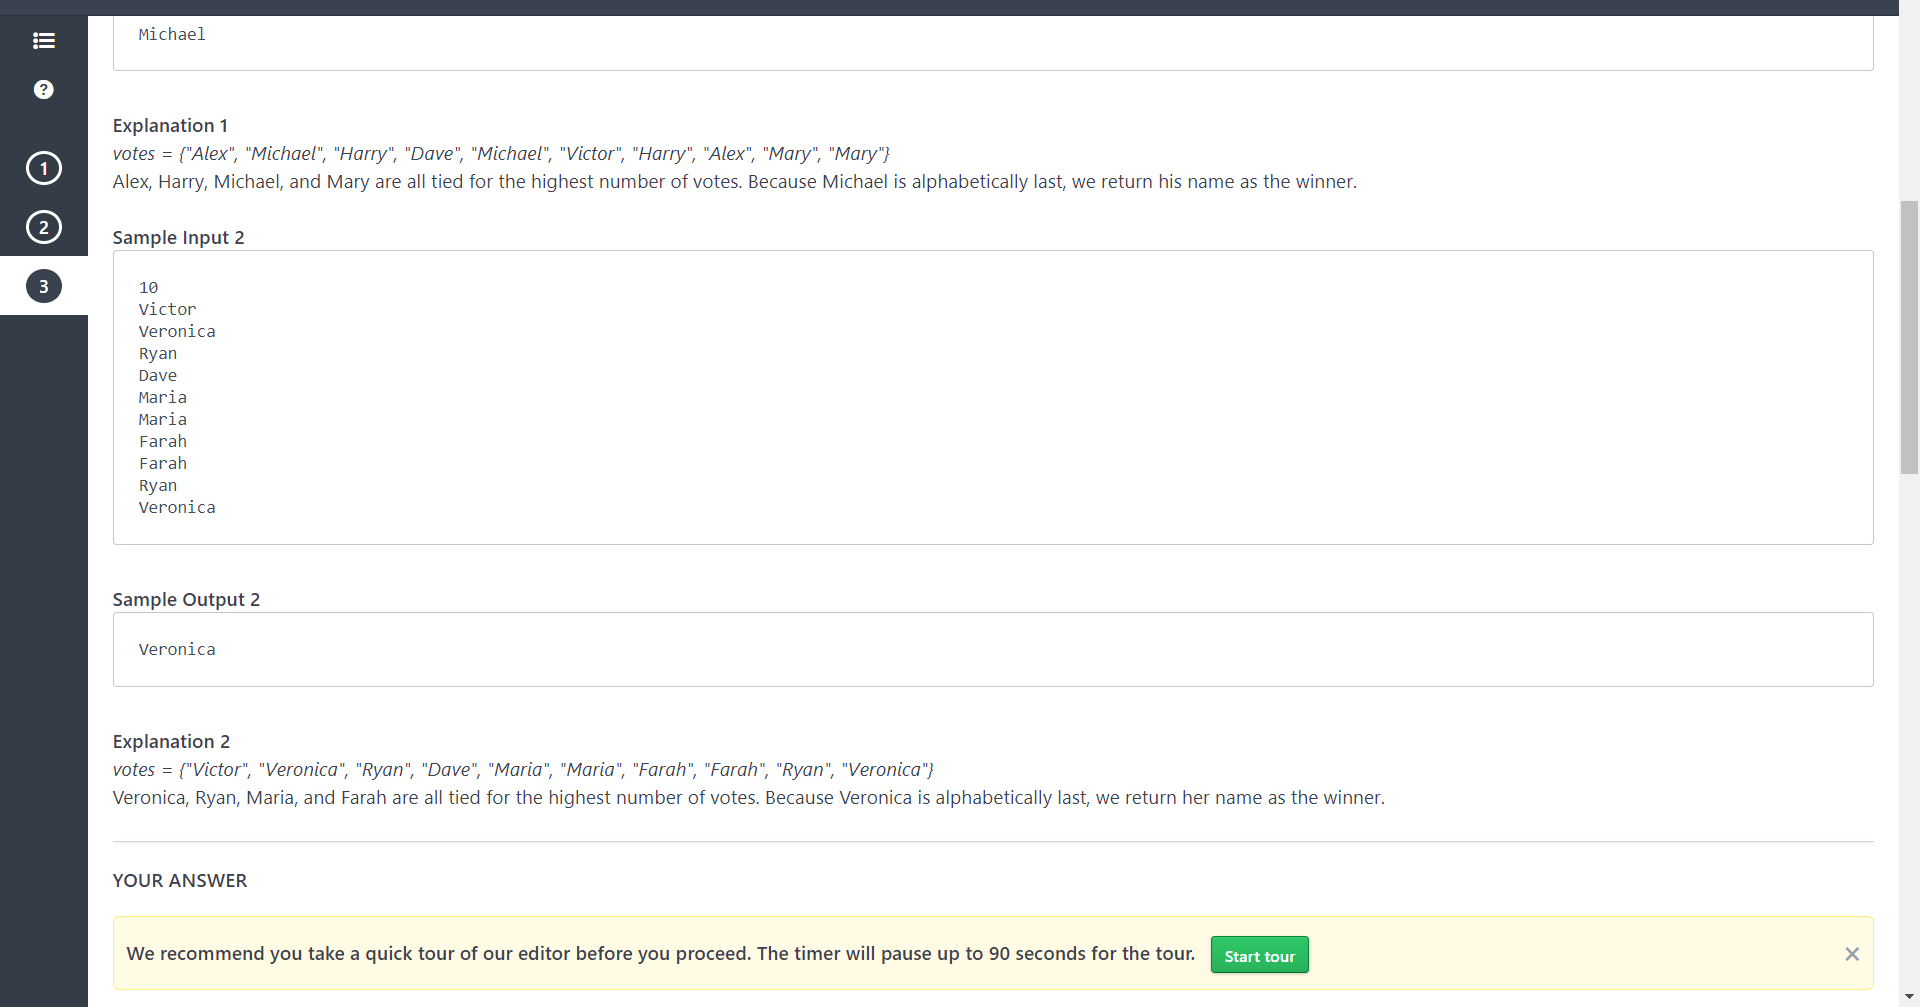 Michael
?
1
Explanation 1
votes = {"Alex", "Michael", "Harry", "Dave", "Michael", "Victor", "Harry", "Alex", "Mary", "Mary"}
Alex, Harry, Michael, and Mary are all tied for the highest number of votes. Because Michael is alphabetically last, we return his name as the winner.
2
Sample Input 2
3
10
Victor
Veronica
Ryan
Dave
Maria
Maria
Farah
Farah
Ryan
Veronica
Sample Output 2
Veronica
Explanation 2
votes = {"Victor", "Veronica", "Ryan", "Dave", "Maria", "Maria", "Farah", "Farah", "Ryan", "Veronica"}
Veronica, Ryan, Maria, and Farah are all tied for the highest number of votes. Because Veronica is alphabetically last, we return her name as the winner.
YOUR ANSWER
We recommend you take a quick tour of our editor before you proceed. The timer will pause up to 90 seconds for the tour. Start tour